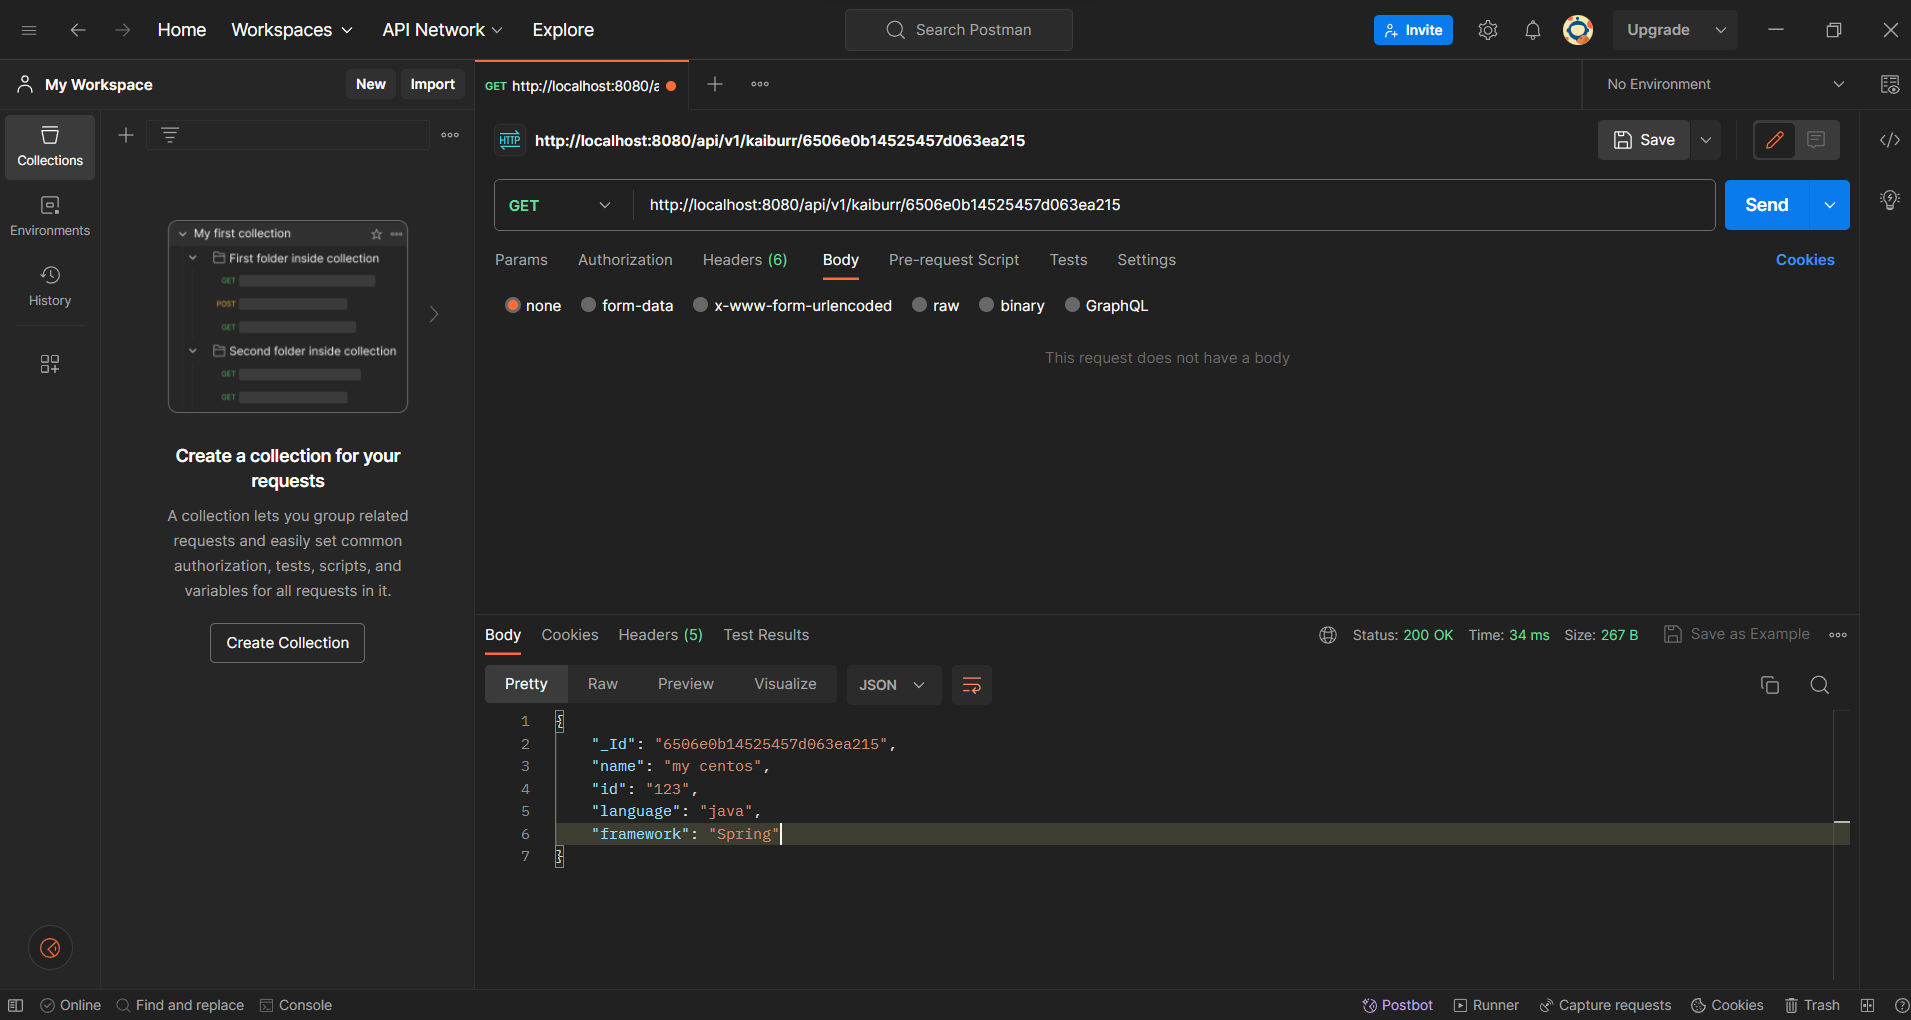 Home Workspaces API Network Explore Search Postman Invite Upgrade
My Workspace New Import GET http://localhost:8080/a No Environment
Collections
Environments
History
My first collection
First folder inside collection
GET
POST
GET
Second folder inside collection
GET
GET
Create a collection for your
requests
A collection lets you group related
requests and easily set common
authorization, tests, scripts, and
variables for all requests in it.
Create Collection
HTTP http://localhost:8080/api/v1/kaiburr/6506e0b14525457d063ea215 Save
GET http://localhost:8080/api/v1/kaiburr/6506e0b14525457d063ea215 Send
Params Authorization Headers (6) Body Pre-request Script Tests Settings Cookies
none form-data x-www-form-urlencoded raw binary GraphQL
This request does not have a body
Body Cookies Headers (5) Test Results Status: 200 OK Time: 34 ms Size: 267 B Save as Example
Pretty Raw Preview Visualize JSON
1 {
2 "_Id": "6506e0b14525457d063ea215",
3 "name": "my centos",
4 "id": "123",
5 "language": "java",
6 "framework": "Spring"
7 }
Online Find and replace Console Postbot Runner Capture requests Cookies Trash